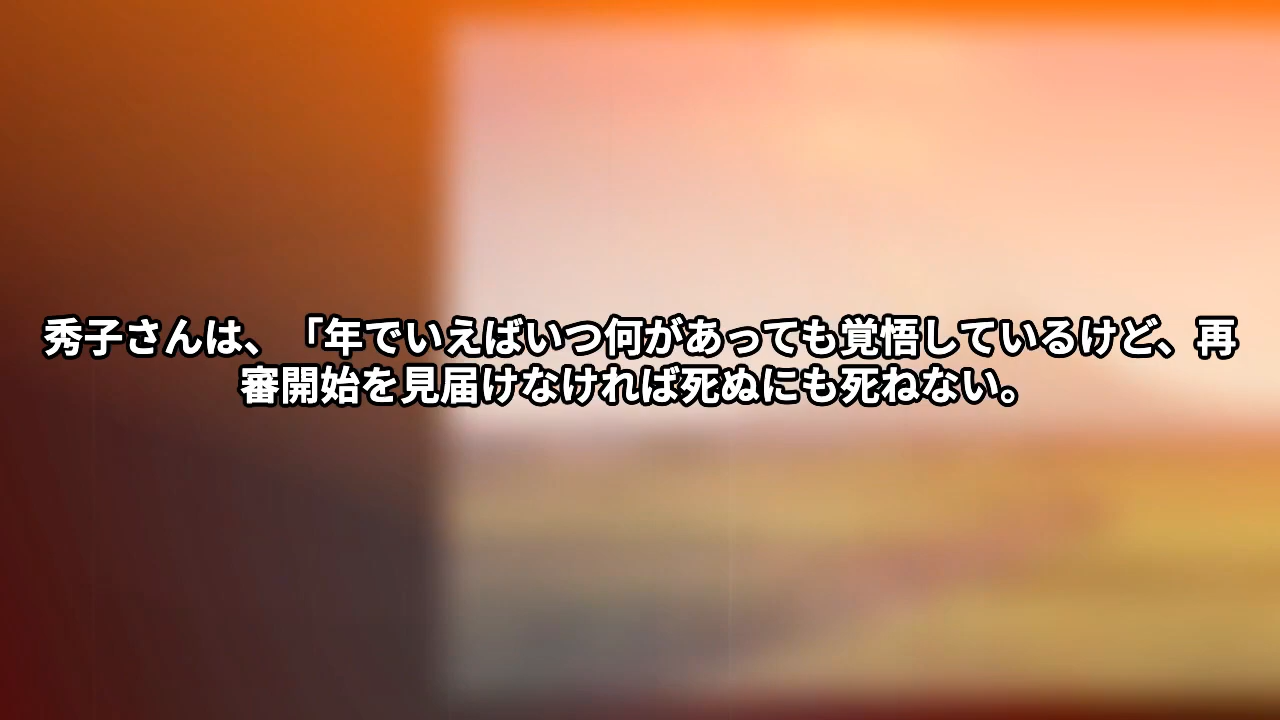 秀子さんは、「年でいえばいつ何があっても覚悟しているけど、再
審開始を見届けなければ死ぬにも死ねない。